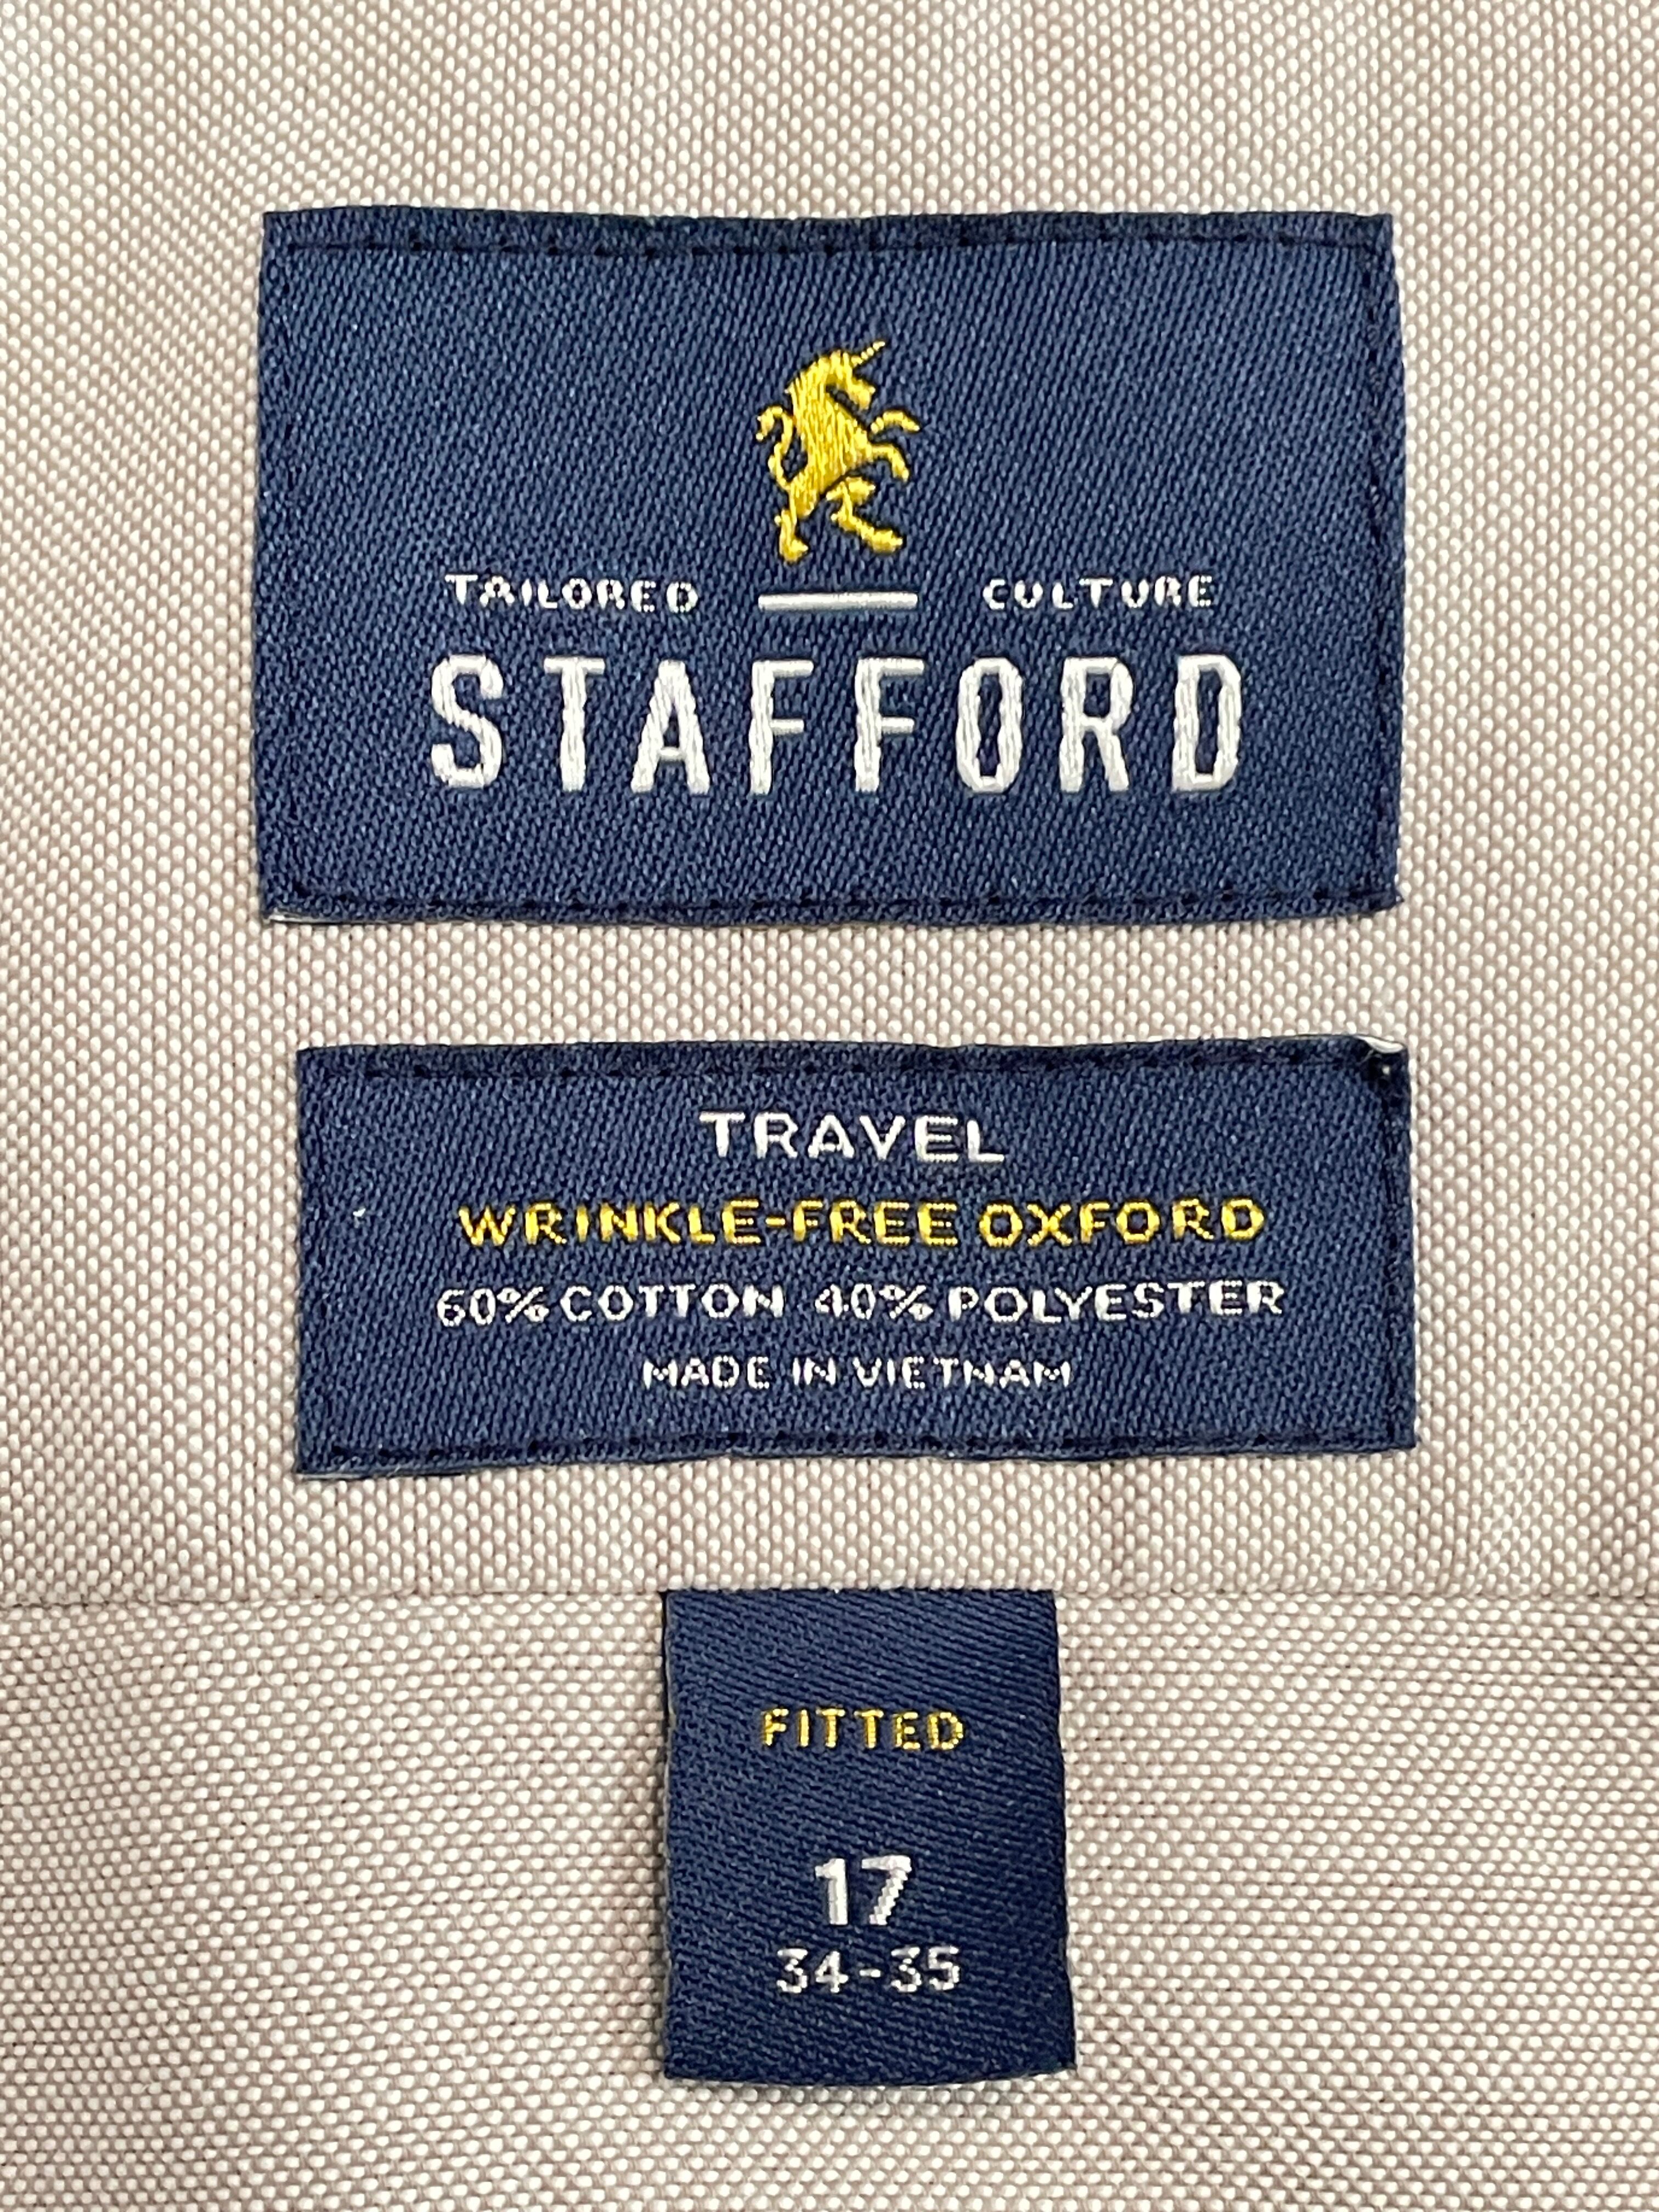 TAILORED CULTURE
STAFFORD
TRAVEL
WRINKLE-FREE OXFORD
60% COTTON 40% POLYESTER
MADE IN VIETNAM
FITTED
17
34-35